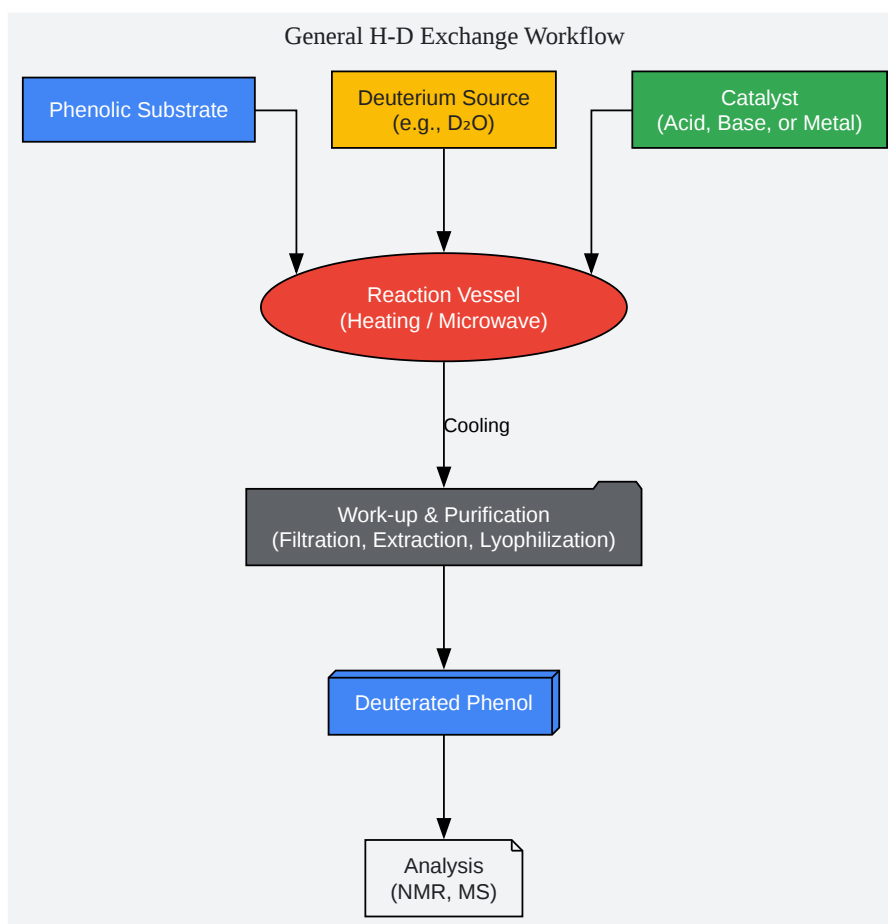 General H-D Exchange Workflow
Phenolic Substrate
Deuterium Source
(e.g., D₂O)
Catalyst
(Acid, Base, or Metal)
Reaction Vessel
(Heating / Microwave)
Cooling
Work-up & Purification
(Filtration, Extraction, Lyophilization)
Deuterated Phenol
Analysis
(NMR, MS)